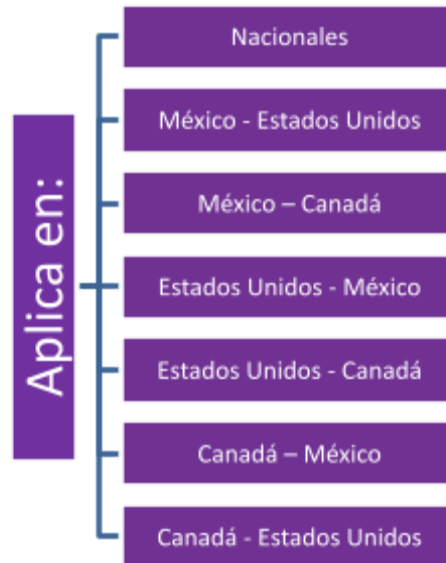 Aplica en:
Nacionales
México - Estados Unidos
México – Canadá
Estados Unidos - México
Estados Unidos - Canadá
Canadá – México
Canadá - Estados Unidos